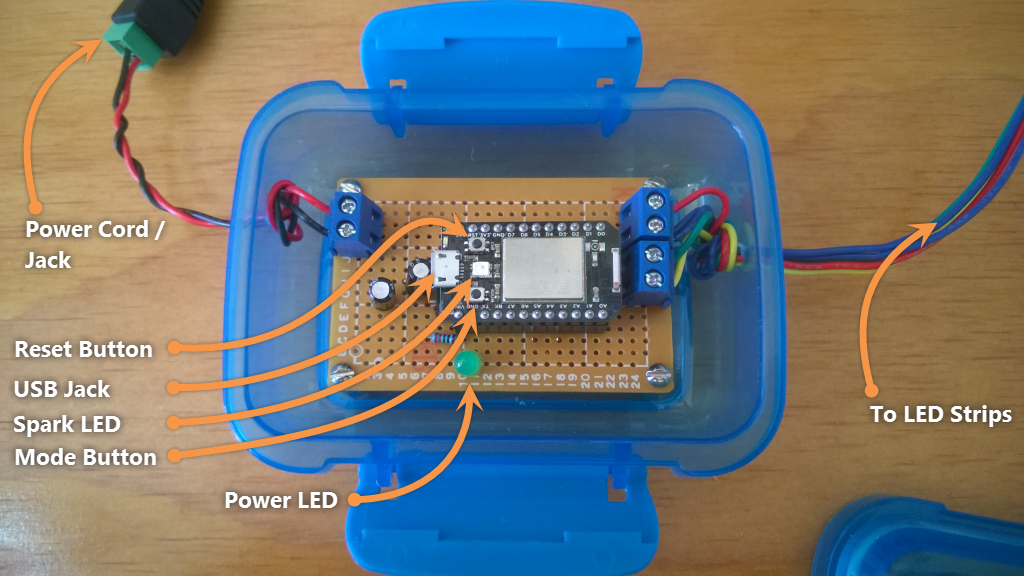 Power Cord /
Jack
Reset Button
USB Jack
Spark LED
Mode Button
Power LED
To LED Strips